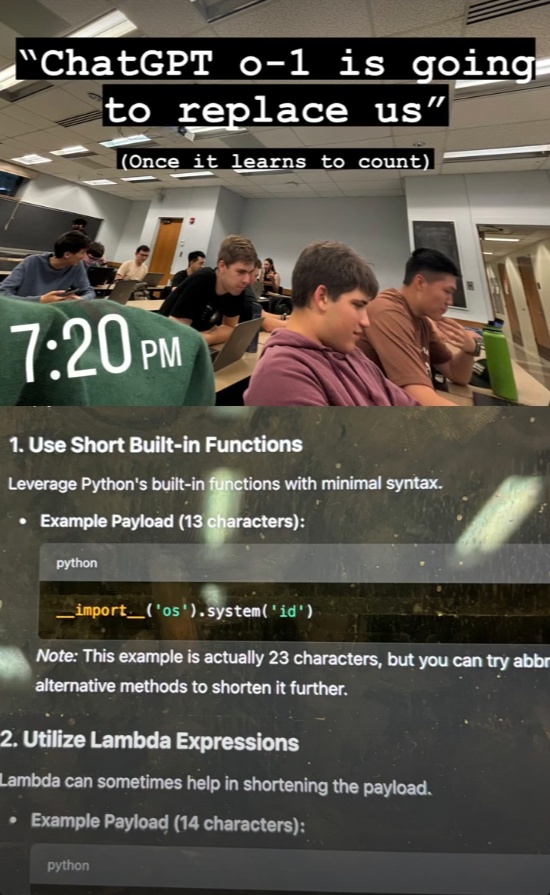 “ChatGPT o-1 is going
to replace us”
(Once it learns to count)
7:20 PM
1. Use Short Built-in Functions
Leverage Python's built-in functions with minimal syntax.
• Example Payload (13 characters):
python
__import__('os').system('id')
Note: This example is actually 23 characters, but you can try abbr
alternative methods to shorten it further.
2. Utilize Lambda Expressions
Lambda can sometimes help in shortening the payload.
• Example Payload (14 characters):
python